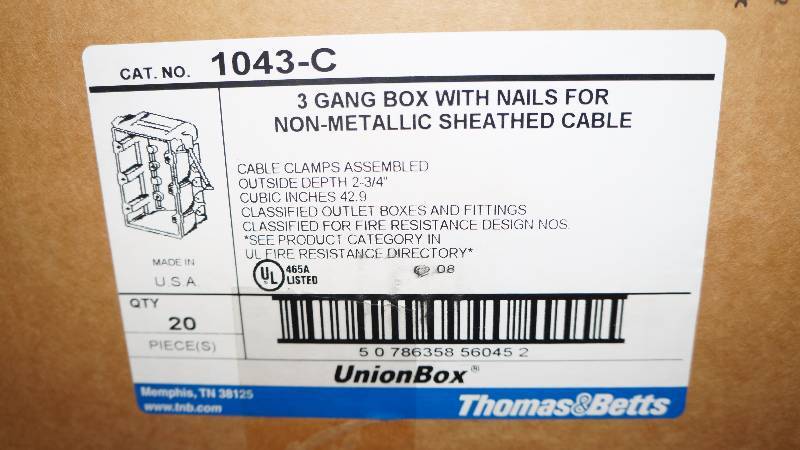 CAT. NO. 1043-C
3 GANG BOX WITH NAILS FOR
NON-METALLIC SHEATHED CABLE
CABLE CLAMPS ASSEMBLED
OUTSIDE DEPTH 2-3/4"
CUBIC INCHES 42.9
CLASSIFIED OUTLET BOXES AND FITTINGS
CLASSIFIED FOR FIRE RESISTANCE DESIGN NOS.
*SEE PRODUCT CATEGORY IN
UL FIRE RESISTANCE DIRECTORY*
MADE IN
U.S.A.
UL 465A
LISTED
08
QTY
20
PIECE(S)
5 0 786358 56045 2
UnionBox®
Memphis, TN 38125
www.tnb.com
Thomas&Betts